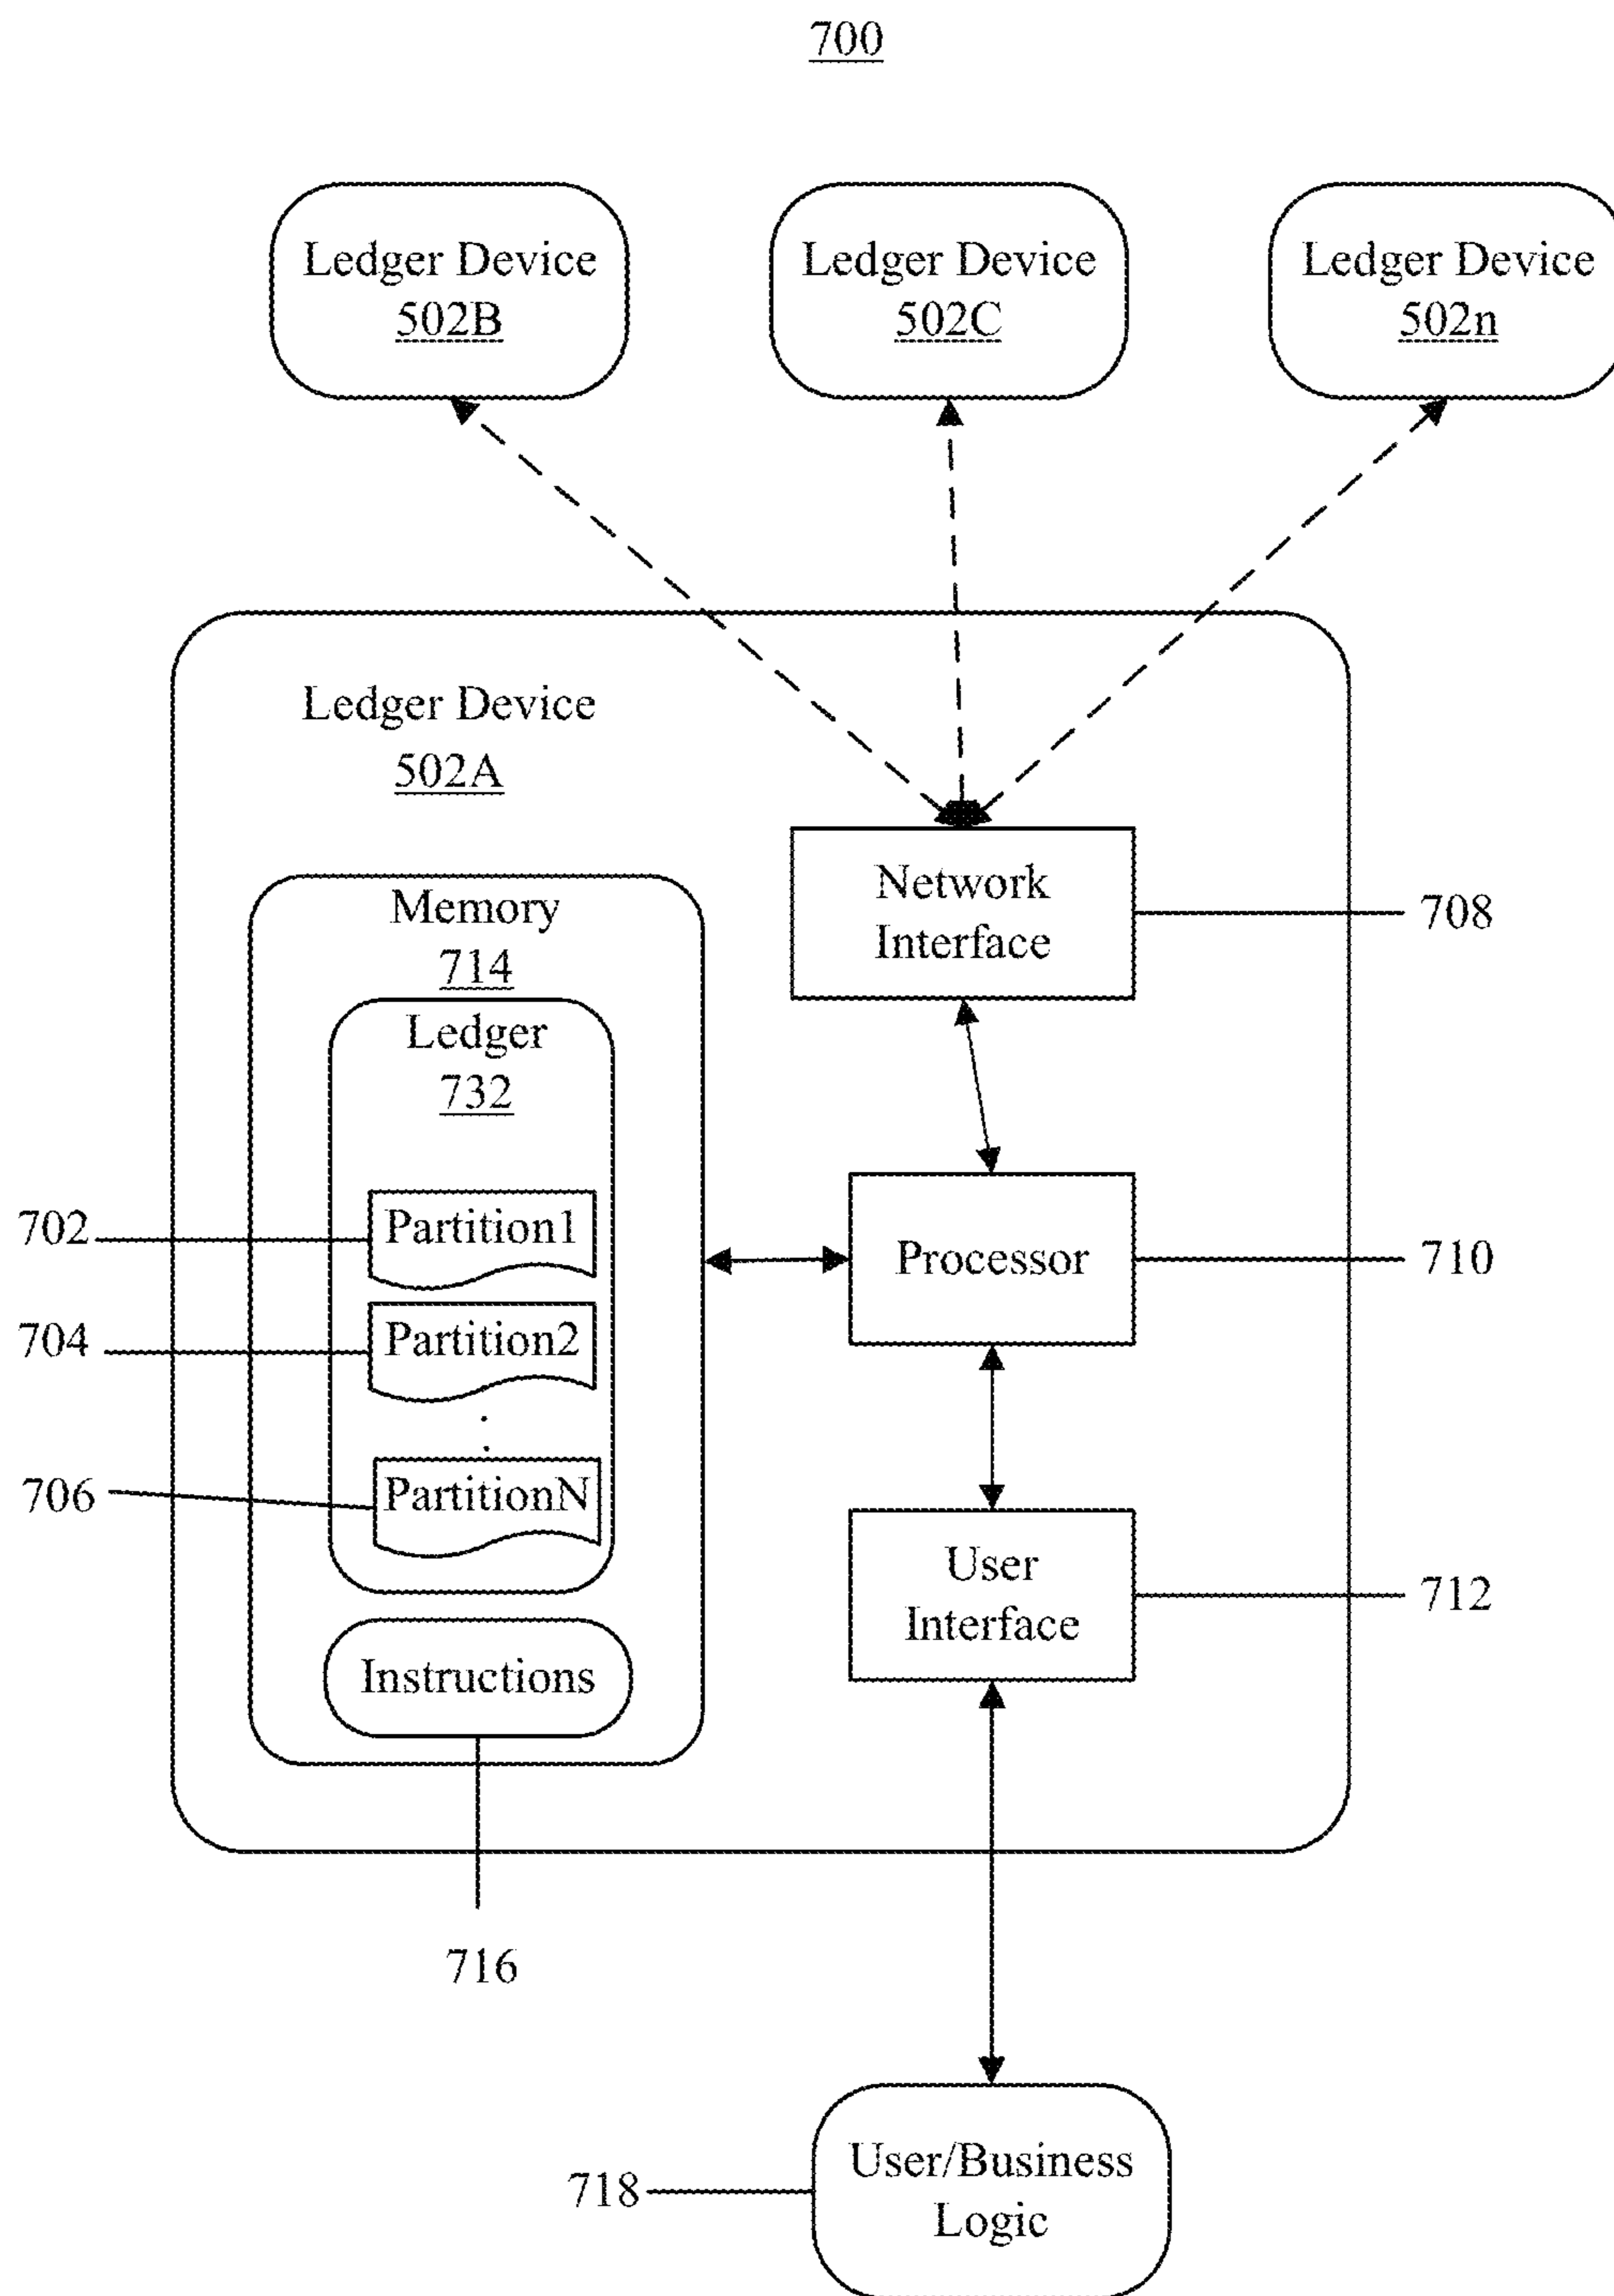 700
Ledger Device
502B
Ledger Device
502C
Ledger Device
502n
Ledger Device
502A
Memory
714
Ledger
732
702
Partition1
704
Partition2
.
.
706
PartitionN
Instructions
716
Network
Interface
708
Processor
710
User
Interface
712
718
User/Business
Logic